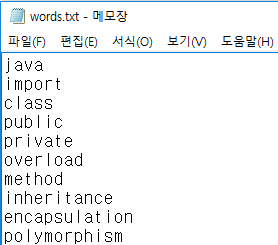 words.txt - 메모장
파일(F) 편집(E) 서식(O) 보기(V) 도움말(H)
java
import
class
public
private
overload
method
inheritance
encapsulation
polymorphism